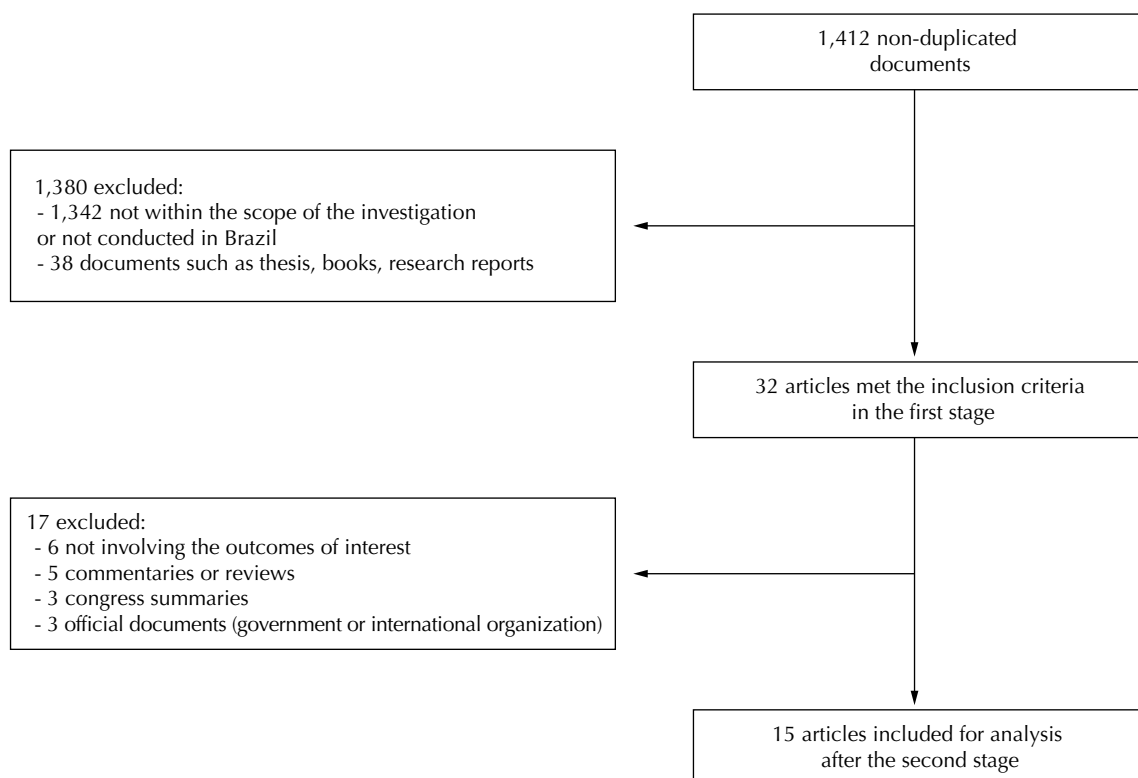 1,412 non-duplicated
documents
1,380 excluded:
- 1,342 not within the scope of the investigation
or not conducted in Brazil
- 38 documents such as thesis, books, research reports
32 articles met the inclusion criteria
in the first stage
17 excluded:
- 6 not involving the outcomes of interest
- 5 commentaries or reviews
- 3 congress summaries
- 3 official documents (government or international organization)
15 articles included for analysis
after the second stage